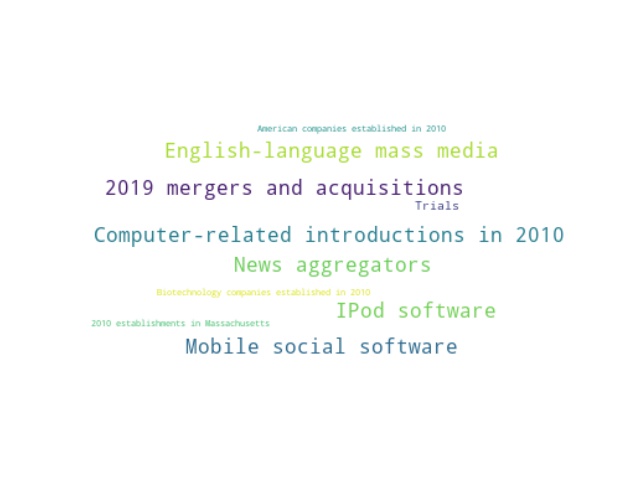 American companies established in 2010
English-language mass media
2019 mergers and acquisitions
Trials
Computer-related introductions in 2010
News aggregators
Biotechnology companies established in 2010
IPod software
2010 establishments in Massachusetts
Mobile social software